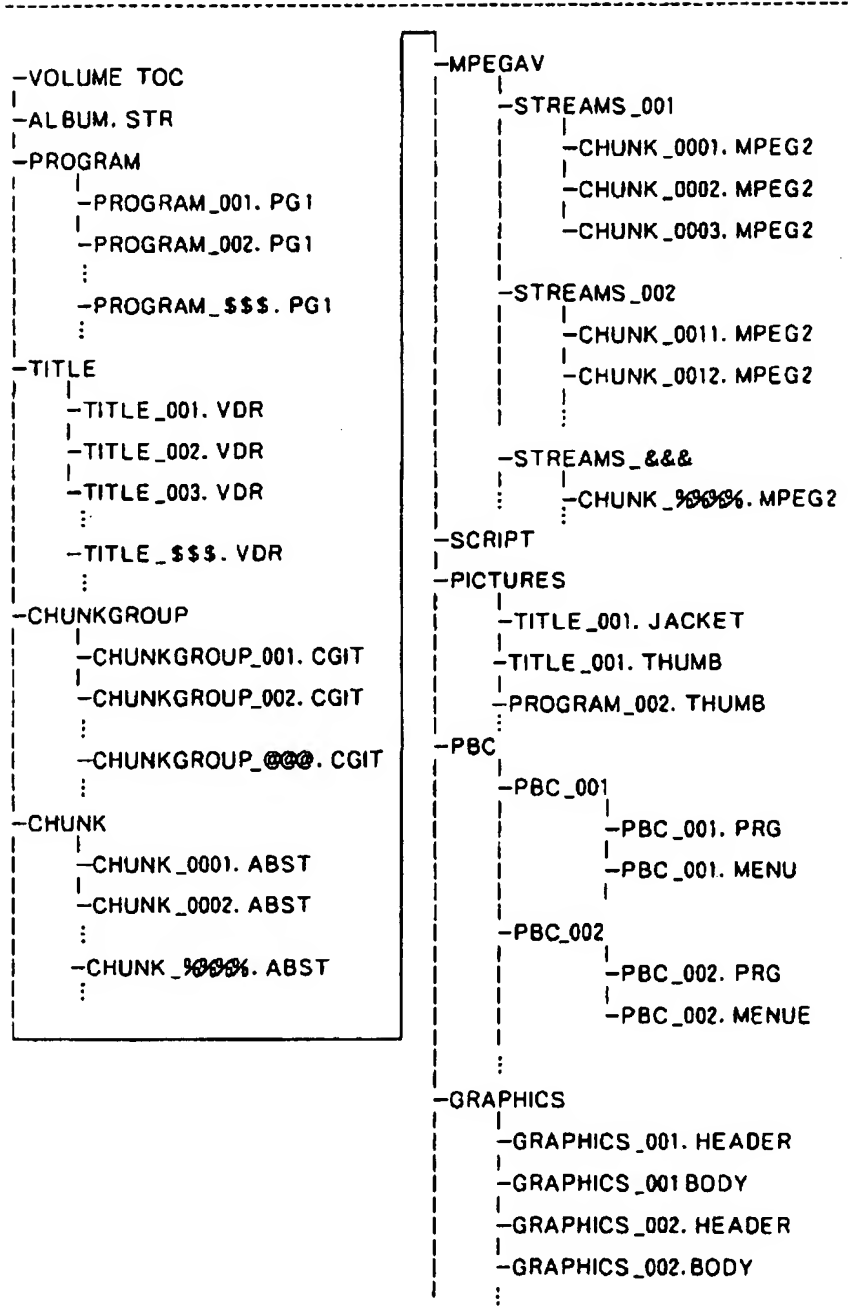 -VOLUME TOC
-ALBUM. STR
-PROGRAM
-PROGRAM_001. PG1
-PROGRAM_002. PG1
-PROGRAM_$$$. PG1
-TITLE
-TITLE_001. VDR
-TITLE_002. VDR
-TITLE_003. VDR
-TITLE_$$$. VDR
-CHUNKGROUP
-CHUNKGROUP_001. CGIT
-CHUNKGROUP_002. CGIT
-CHUNKGROUP_@@@. CGIT
-CHUNK
-CHUNK_0001. ABST
-CHUNK_0002. ABST
-CHUNK_%%%%. ABST
-MPEGAV
-STREAMS_001
-CHUNK_0001. MPEG2
-CHUNK_0002. MPEG2
-CHUNK_0003. MPEG2
-STREAMS_002
-CHUNK_0011. MPEG2
-CHUNK_0012. MPEG2
-STREAMS_&&&
-CHUNK_%%%%. MPEG2
-SCRIPT
-PICTURES
-TITLE_001. JACKET
-TITLE_001. THUMB
-PROGRAM_002. THUMB
-PBC
-PBC_001
-PBC_001. PRG
-PBC_001. MENU
-PBC_002
-PBC_002. PRG
-PBC_002. MENUE
-GRAPHICS
-GRAPHICS_001. HEADER
-GRAPHICS_001 BODY
-GRAPHICS_002. HEADER
-GRAPHICS_002. BODY